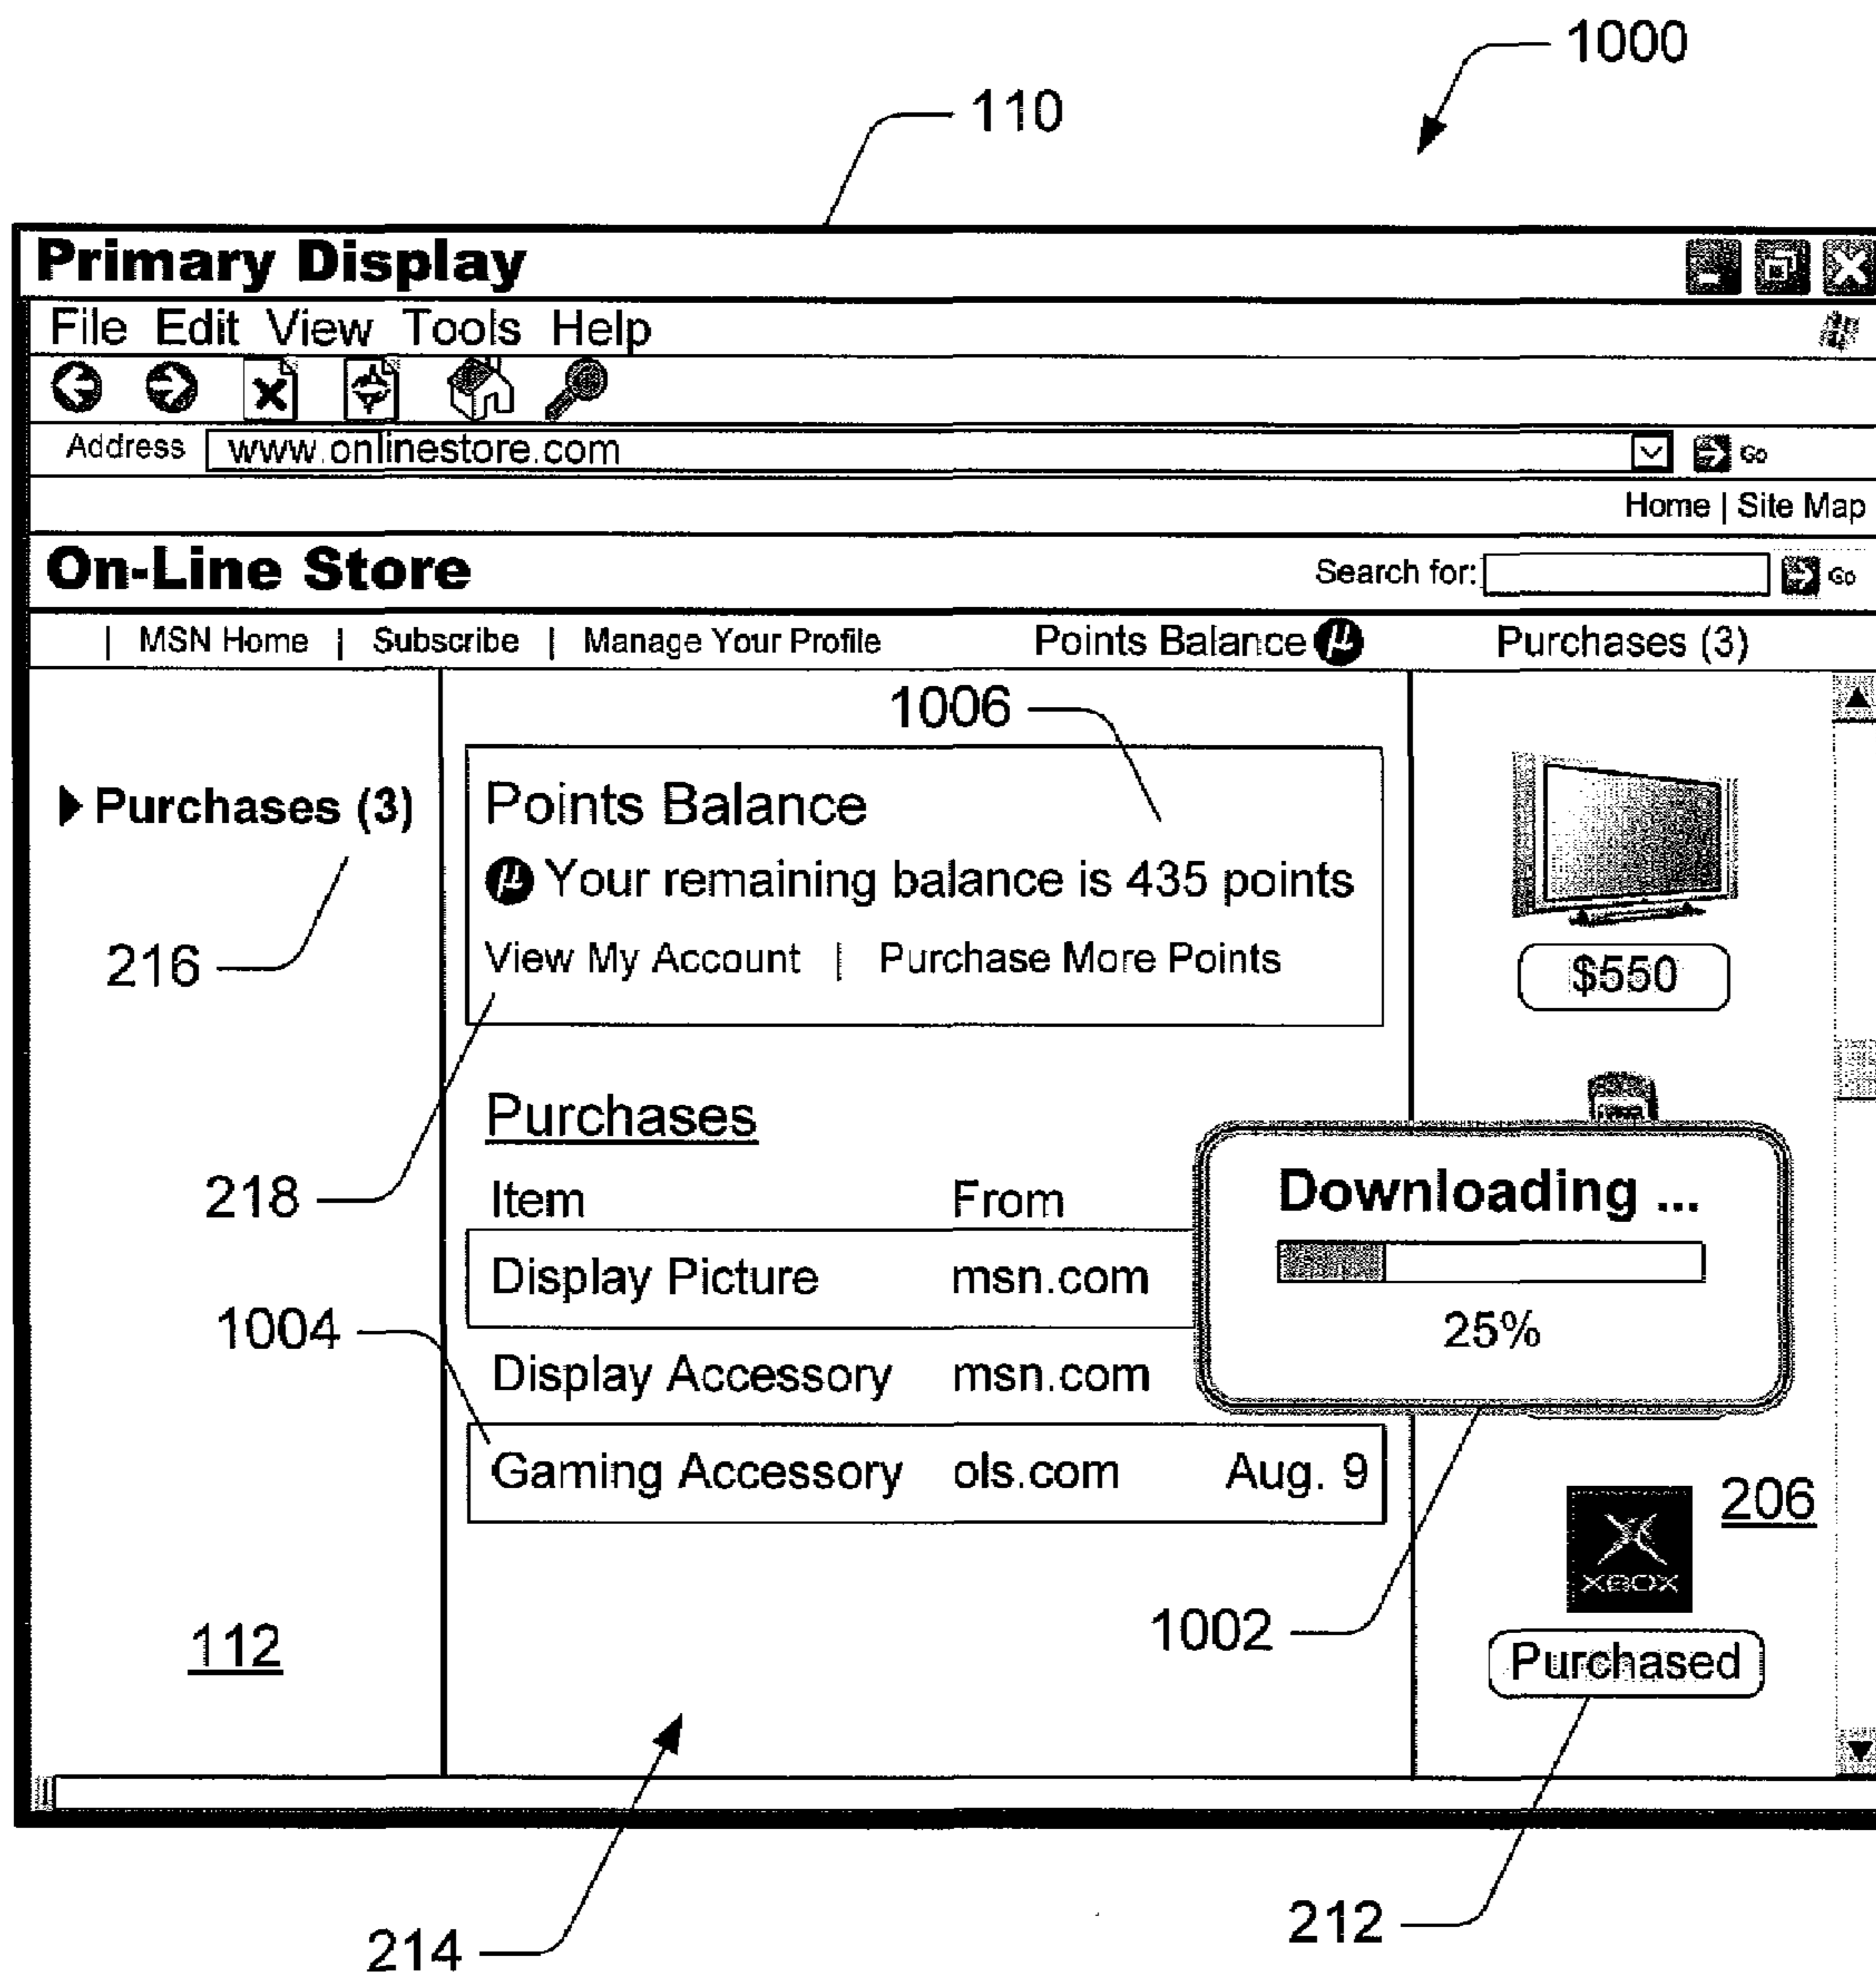 1000
110
Primary Display
File Edit View Tools Help
Address www.onlinestore.com Go
Home | Site Map
On-Line Store Search for: Go
| MSN Home | Subscribe | Manage Your Profile Points Balance µ Purchases (3)
1006
Purchases (3)
216
Points Balance
µ Your remaining balance is 435 points
View My Account | Purchase More Points
218
$550
Purchases
Item From
Display Picture msn.com
1004
Display Accessory msn.com
Gaming Accessory ols.com Aug. 9
Downloading ...
25%
1002
206
XBOX
Purchased
112
214
212